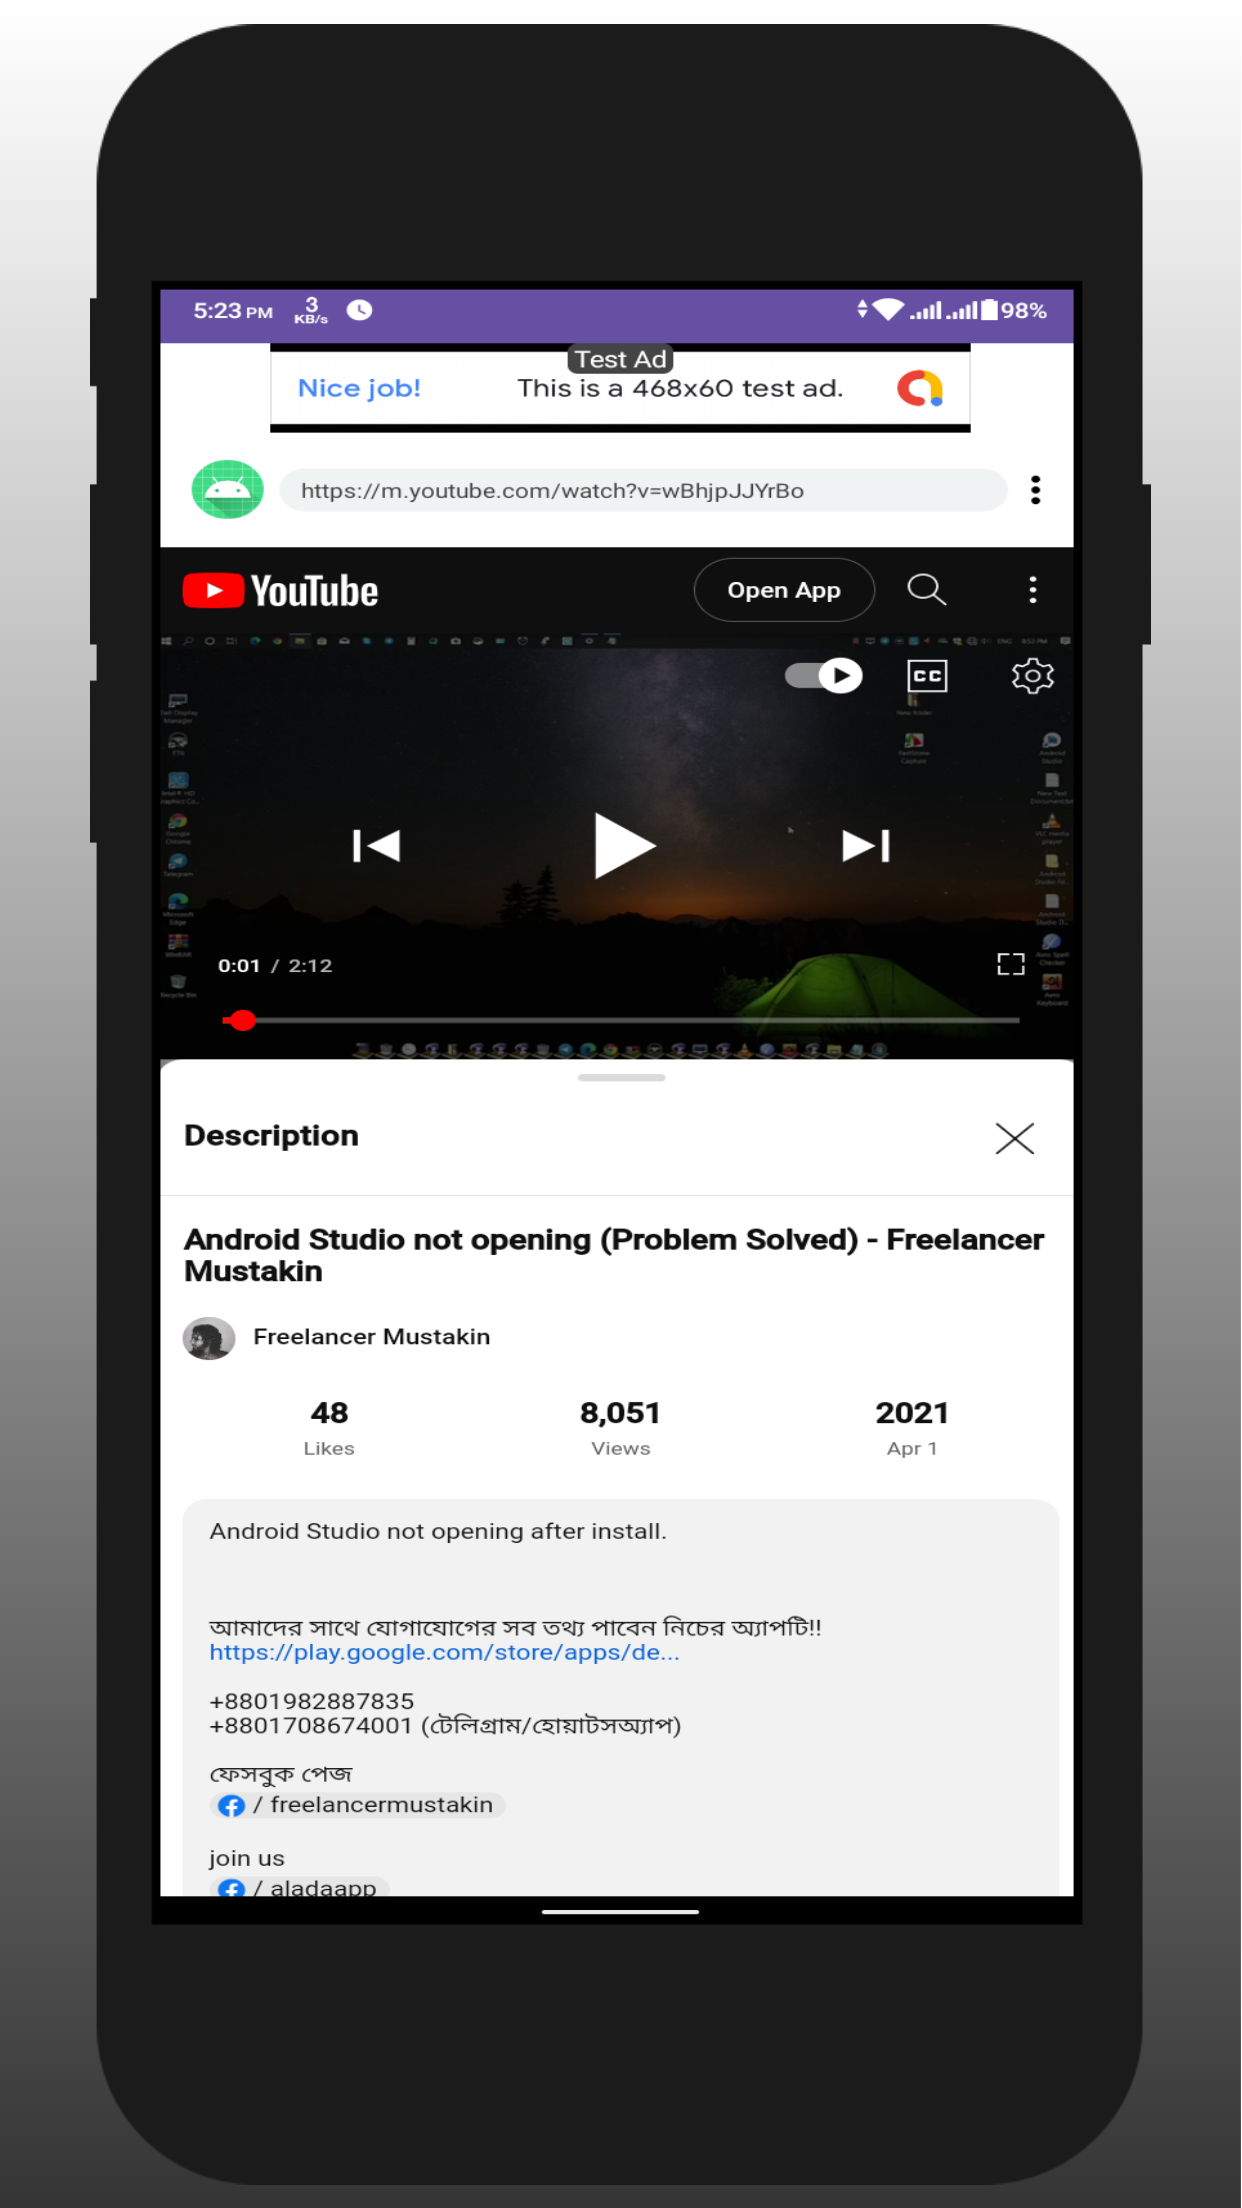 5:23 PM 3 KB/s 98%
Test Ad
Nice job! This is a 468x60 test ad.
https://m.youtube.com/watch?v=wBhjpJJYrBo
YouTube Open App
CC
0:01 / 2:12
Description
Android Studio not opening (Problem Solved) - Freelancer
Mustakin
Freelancer Mustakin
48 8,051 2021
Likes Views Apr 1
Android Studio not opening after install.
আমাদের সাথে যোগাযোগের সব তথ্য পাবেন নিচের অ্যাপটি!!
https://play.google.com/store/apps/de...
+8801982887835
+8801708674001 (টেলিগ্রাম/হোয়াটসঅ্যাপ)
ফেসবুক পেজ
/ freelancermustakin
join us
/ aladaapp